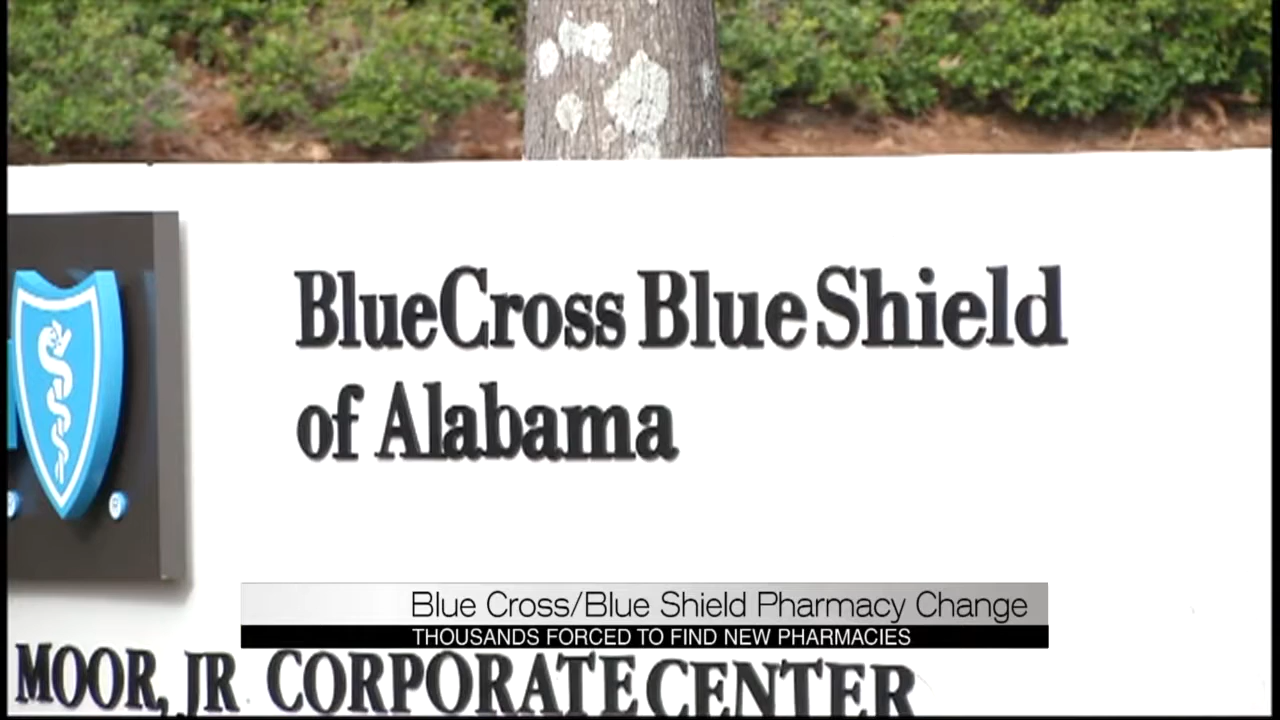 BlueCross BlueShield
of Alabama
Blue Cross/Blue Shield Pharmacy Change
THOUSANDS FORCED TO FIND NEW PHARMACIES
MOOR, JR CORPORATE CENTER